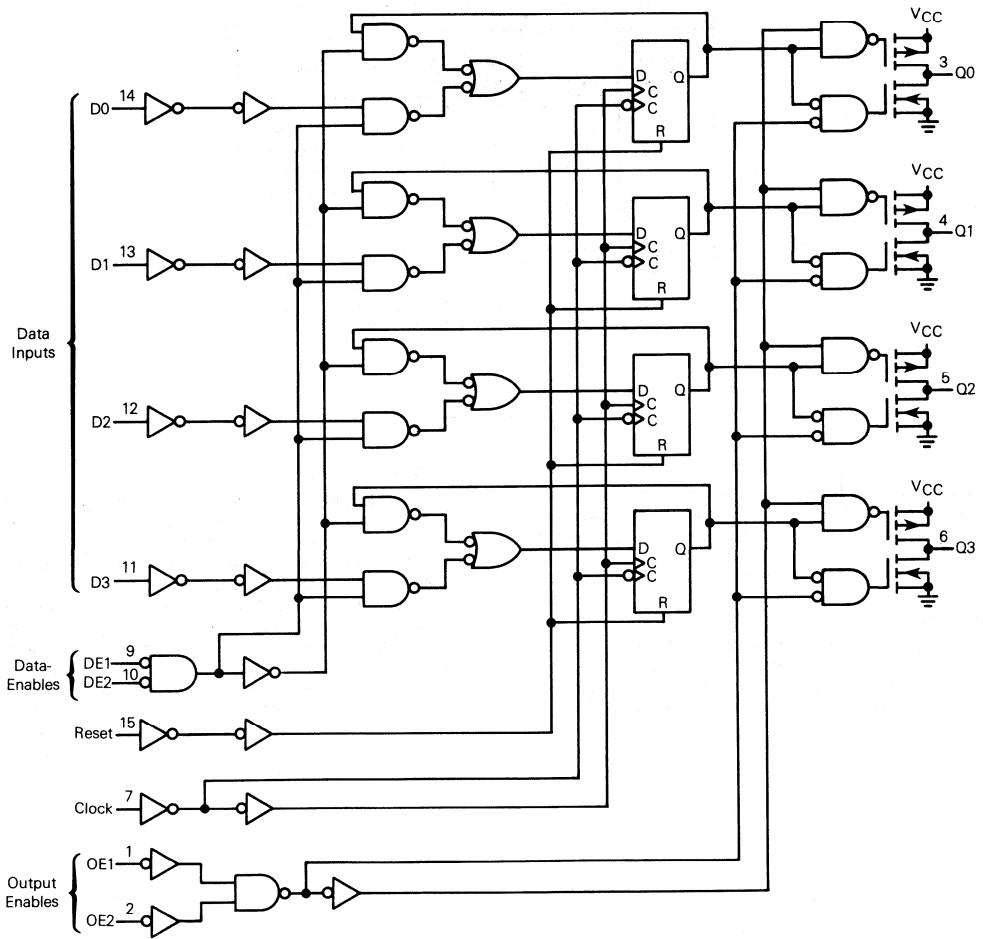 VCC
3
Q0
14
D0
D
Q
C
C
R
VCC
4
Q1
13
D1
D
Q
C
C
R
Data
Inputs
VCC
5
Q2
12
D2
D
Q
C
C
R
VCC
6
Q3
11
D3
D
Q
C
C
R
Data-
Enables
9
DE1
10
DE2
15
Reset
7
Clock
Output
Enables
1
OE1
2
OE2